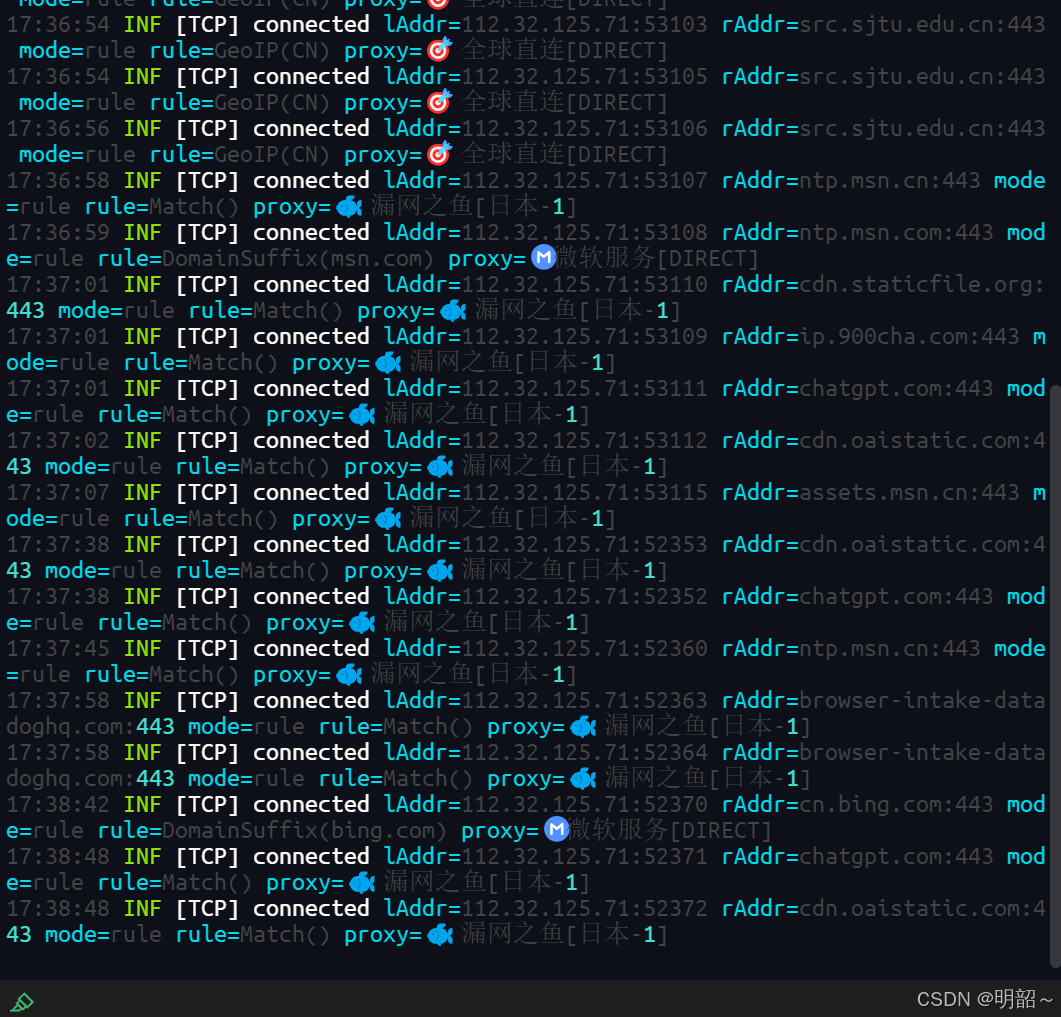 mode=rule rule=GeoIP(CN) proxy=🎯 全球直连[DIRECT]
17:36:54 INF [TCP] connected lAddr=112.32.125.71:53103 rAddr=src.sjtu.edu.cn:443
mode=rule rule=GeoIP(CN) proxy=🎯 全球直连[DIRECT]
17:36:54 INF [TCP] connected lAddr=112.32.125.71:53105 rAddr=src.sjtu.edu.cn:443
mode=rule rule=GeoIP(CN) proxy=🎯 全球直连[DIRECT]
17:36:56 INF [TCP] connected lAddr=112.32.125.71:53106 rAddr=src.sjtu.edu.cn:443
mode=rule rule=GeoIP(CN) proxy=🎯 全球直连[DIRECT]
17:36:58 INF [TCP] connected lAddr=112.32.125.71:53107 rAddr=ntp.msn.cn:443 mode
=rule rule=Match() proxy=🐟 漏网之鱼[日本-1]
17:36:59 INF [TCP] connected lAddr=112.32.125.71:53108 rAddr=ntp.msn.com:443 mod
e=rule rule=DomainSuffix(msn.com) proxy=Ⓜ️微软服务[DIRECT]
17:37:01 INF [TCP] connected lAddr=112.32.125.71:53110 rAddr=cdn.staticfile.org:
443 mode=rule rule=Match() proxy=🐟 漏网之鱼[日本-1]
17:37:01 INF [TCP] connected lAddr=112.32.125.71:53109 rAddr=ip.900cha.com:443 m
ode=rule rule=Match() proxy=🐟 漏网之鱼[日本-1]
17:37:01 INF [TCP] connected lAddr=112.32.125.71:53111 rAddr=chatgpt.com:443 mod
e=rule rule=Match() proxy=🐟 漏网之鱼[日本-1]
17:37:02 INF [TCP] connected lAddr=112.32.125.71:53112 rAddr=cdn.oaistatic.com:4
43 mode=rule rule=Match() proxy=🐟 漏网之鱼[日本-1]
17:37:07 INF [TCP] connected lAddr=112.32.125.71:53115 rAddr=assets.msn.cn:443 m
ode=rule rule=Match() proxy=🐟 漏网之鱼[日本-1]
17:37:38 INF [TCP] connected lAddr=112.32.125.71:52353 rAddr=cdn.oaistatic.com:4
43 mode=rule rule=Match() proxy=🐟 漏网之鱼[日本-1]
17:37:38 INF [TCP] connected lAddr=112.32.125.71:52352 rAddr=chatgpt.com:443 mod
e=rule rule=Match() proxy=🐟 漏网之鱼[日本-1]
17:37:45 INF [TCP] connected lAddr=112.32.125.71:52360 rAddr=ntp.msn.cn:443 mode
=rule rule=Match() proxy=🐟 漏网之鱼[日本-1]
17:37:58 INF [TCP] connected lAddr=112.32.125.71:52363 rAddr=browser-intake-data
doghq.com:443 mode=rule rule=Match() proxy=🐟 漏网之鱼[日本-1]
17:37:58 INF [TCP] connected lAddr=112.32.125.71:52364 rAddr=browser-intake-data
doghq.com:443 mode=rule rule=Match() proxy=🐟 漏网之鱼[日本-1]
17:38:42 INF [TCP] connected lAddr=112.32.125.71:52370 rAddr=cn.bing.com:443 mod
e=rule rule=DomainSuffix(bing.com) proxy=Ⓜ️微软服务[DIRECT]
17:38:48 INF [TCP] connected lAddr=112.32.125.71:52371 rAddr=chatgpt.com:443 mod
e=rule rule=Match() proxy=🐟 漏网之鱼[日本-1]
17:38:48 INF [TCP] connected lAddr=112.32.125.71:52372 rAddr=cdn.oaistatic.com:4
43 mode=rule rule=Match() proxy=🐟 漏网之鱼[日本-1]
CSDN @明韶～